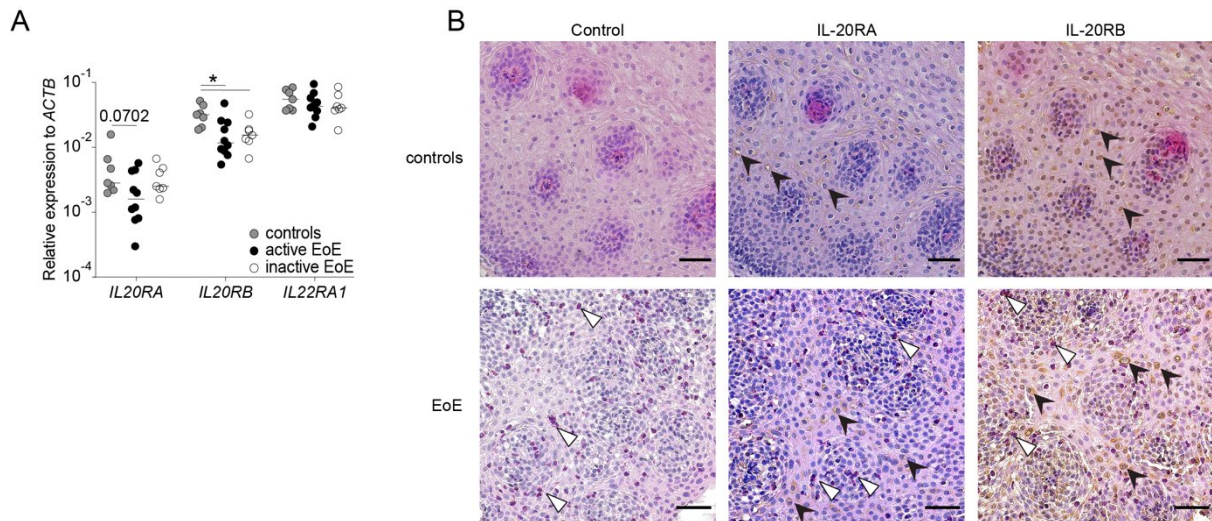 A
Relative expression to ACTB
10⁻¹
10⁻²
10⁻³
10⁻⁴
0.0702
*
controls
active EoE
inactive EoE
IL20RA IL20RB IL22RA1
B
Control IL-20RA IL-20RB
controls
EoE